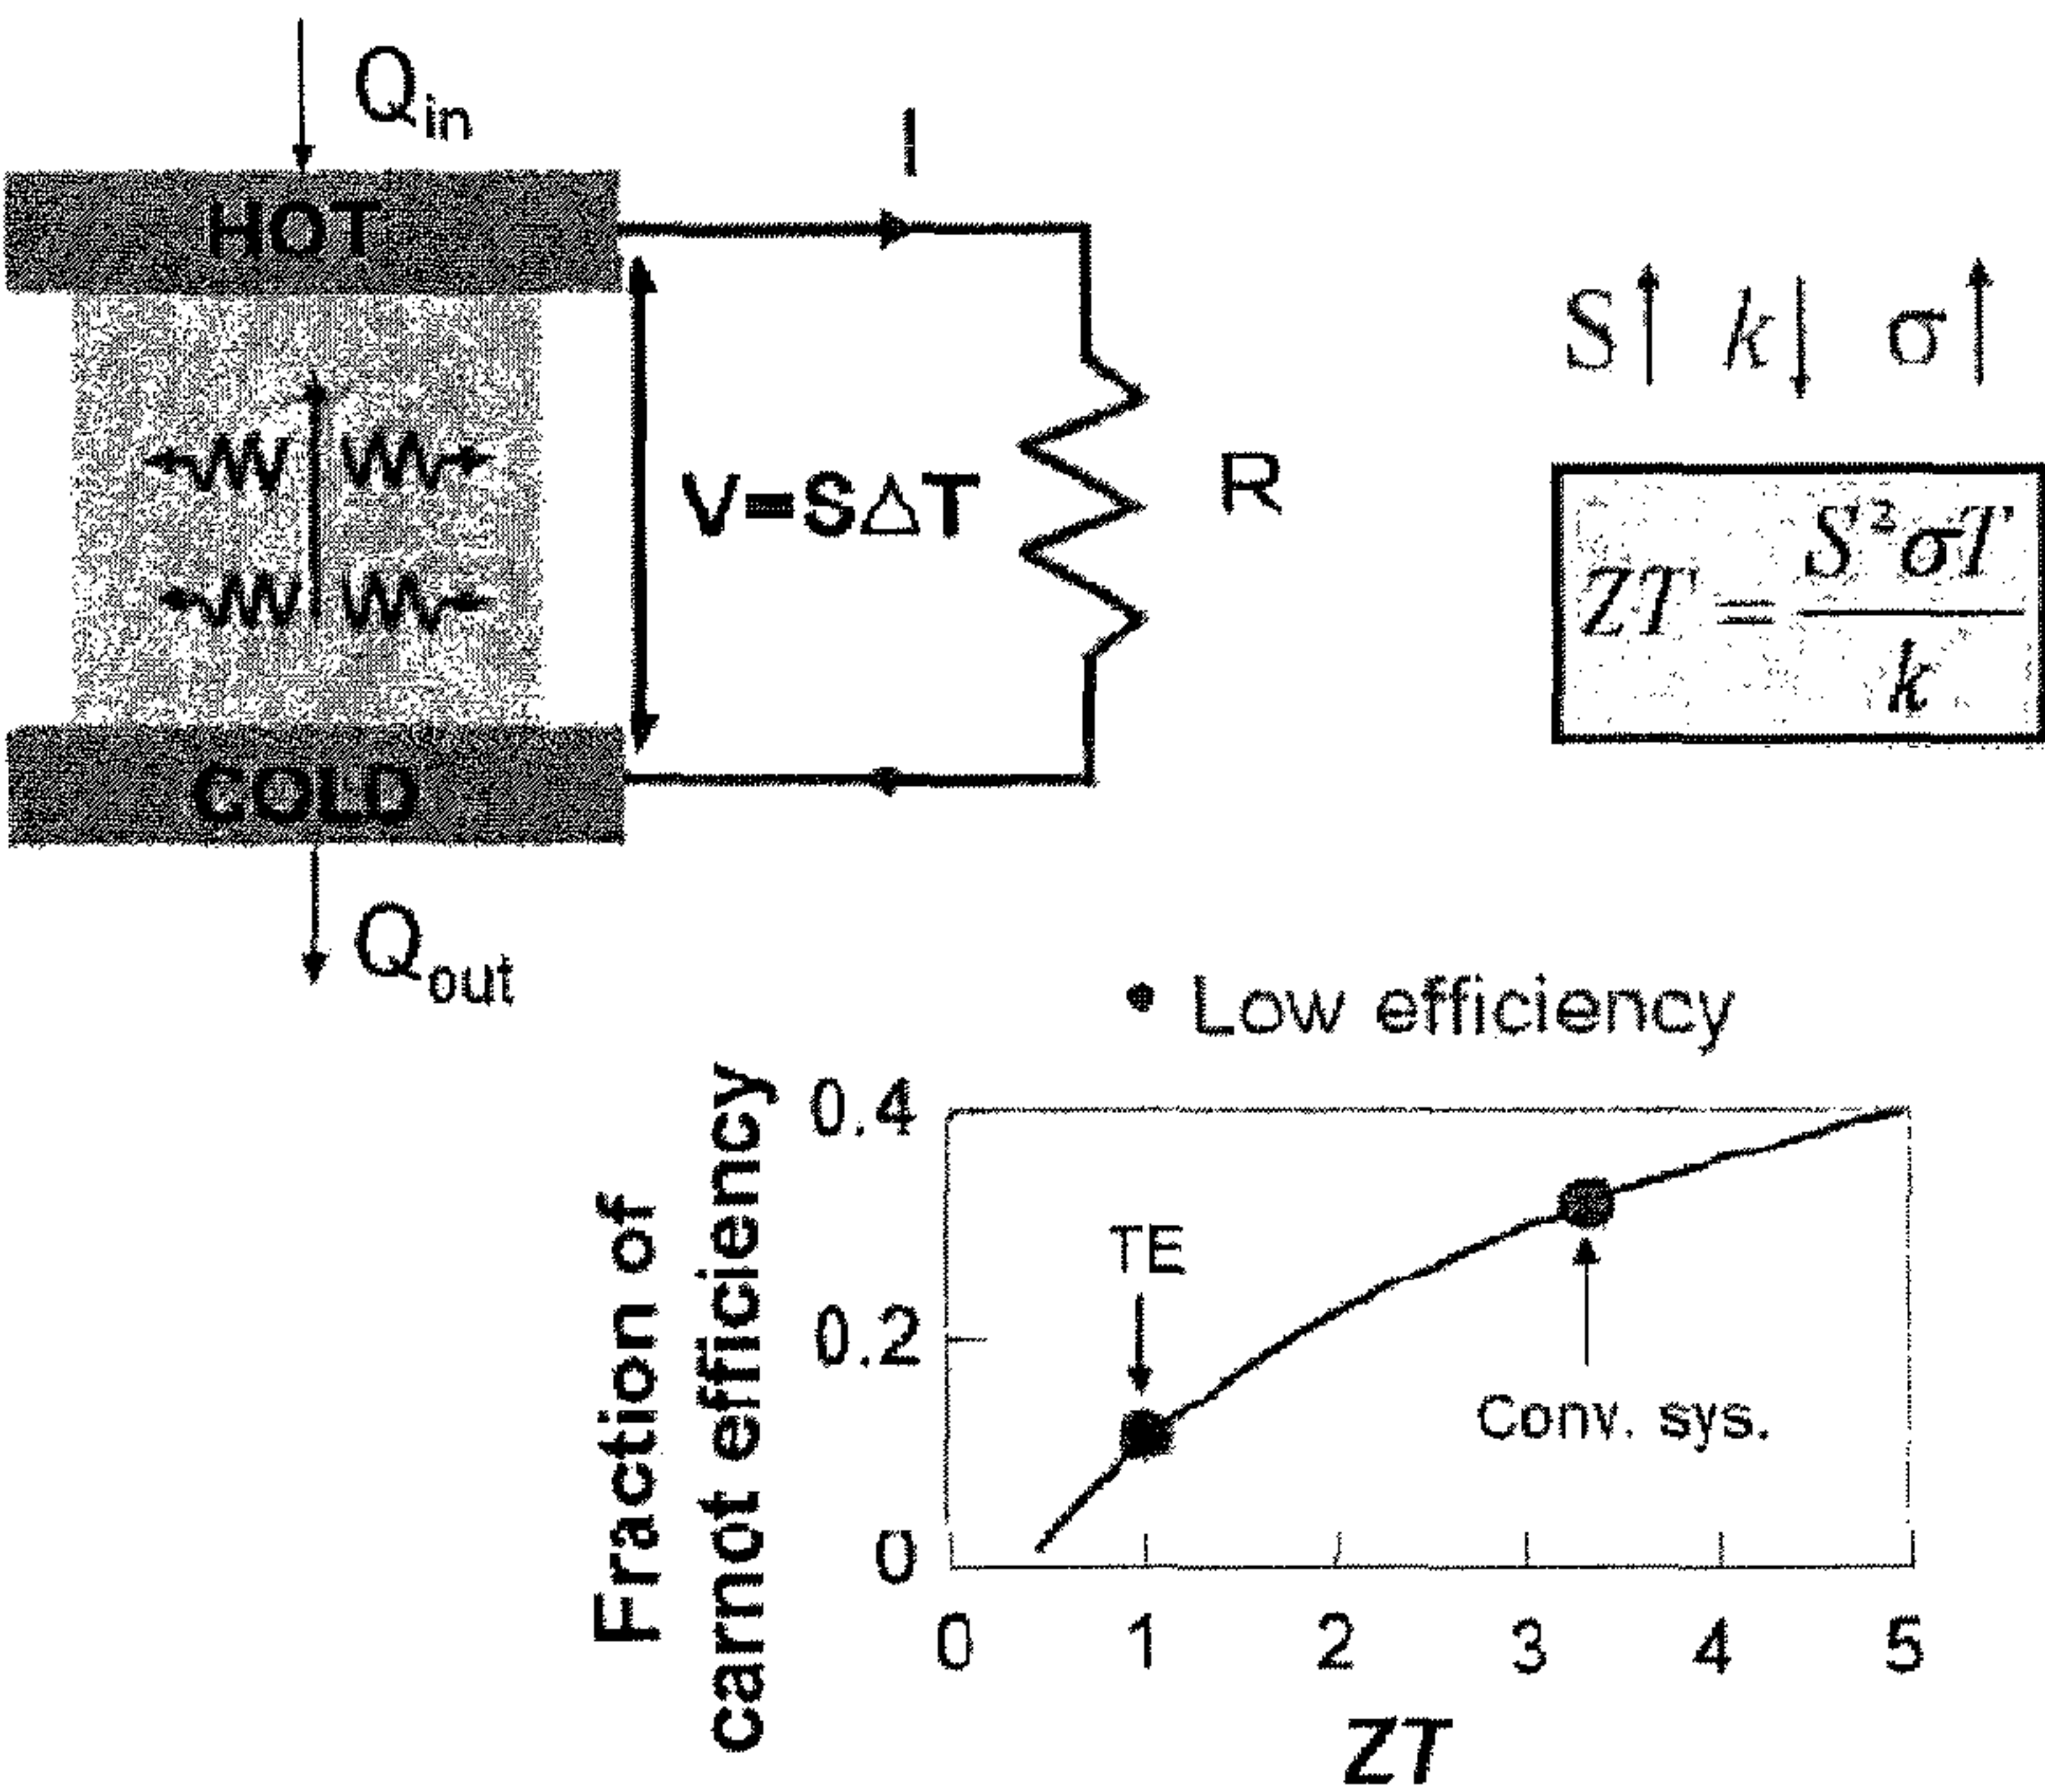 Q_in
I
HOT
S↑ k↓ σ↑
V=SΔT
R
ZT = S²σT / k
COLD
Q_out
• Low efficiency
Fraction of
carnot efficiency
0.4
0.2
0
TE
Conv. sys.
0 1 2 3 4 5
ZT